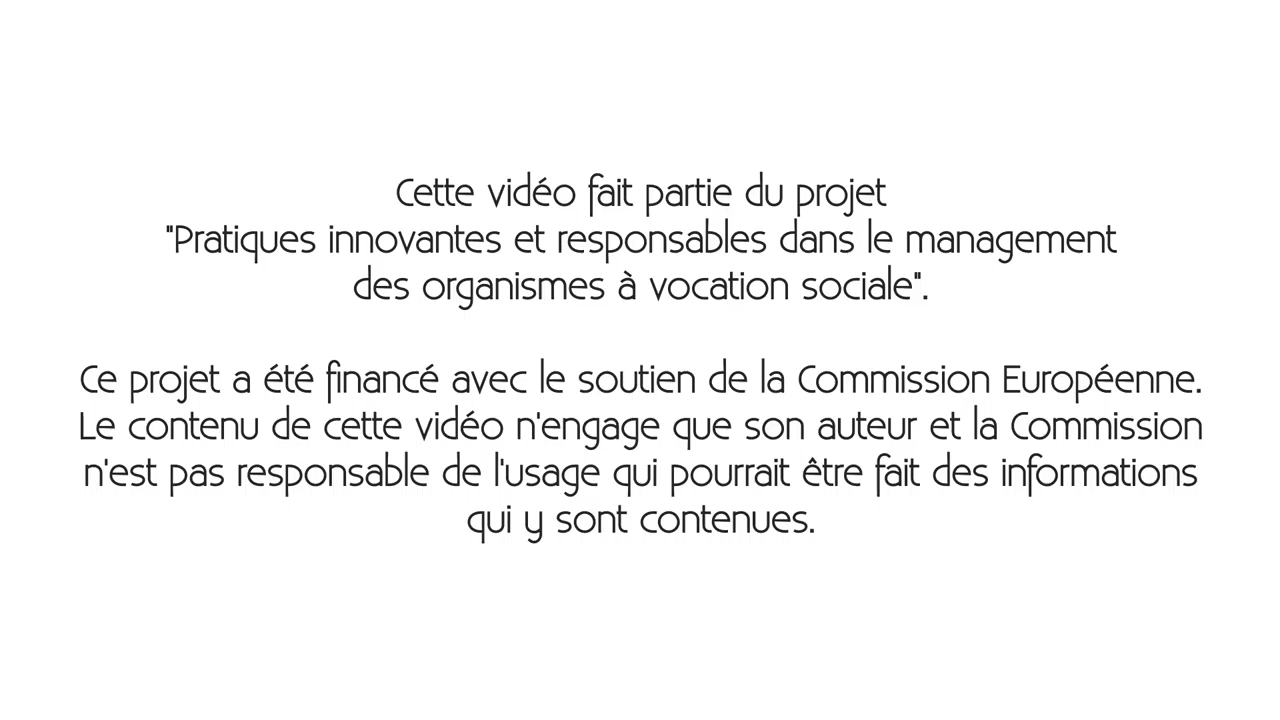 Cette vidéo fait partie du projet
"Pratiques innovantes et responsables dans le management
des organismes à vocation sociale".
Ce projet a été financé avec le soutien de la Commission Européenne.
Le contenu de cette vidéo n'engage que son auteur et la Commission
n'est pas responsable de l'usage qui pourrait être fait des informations
qui y sont contenues.